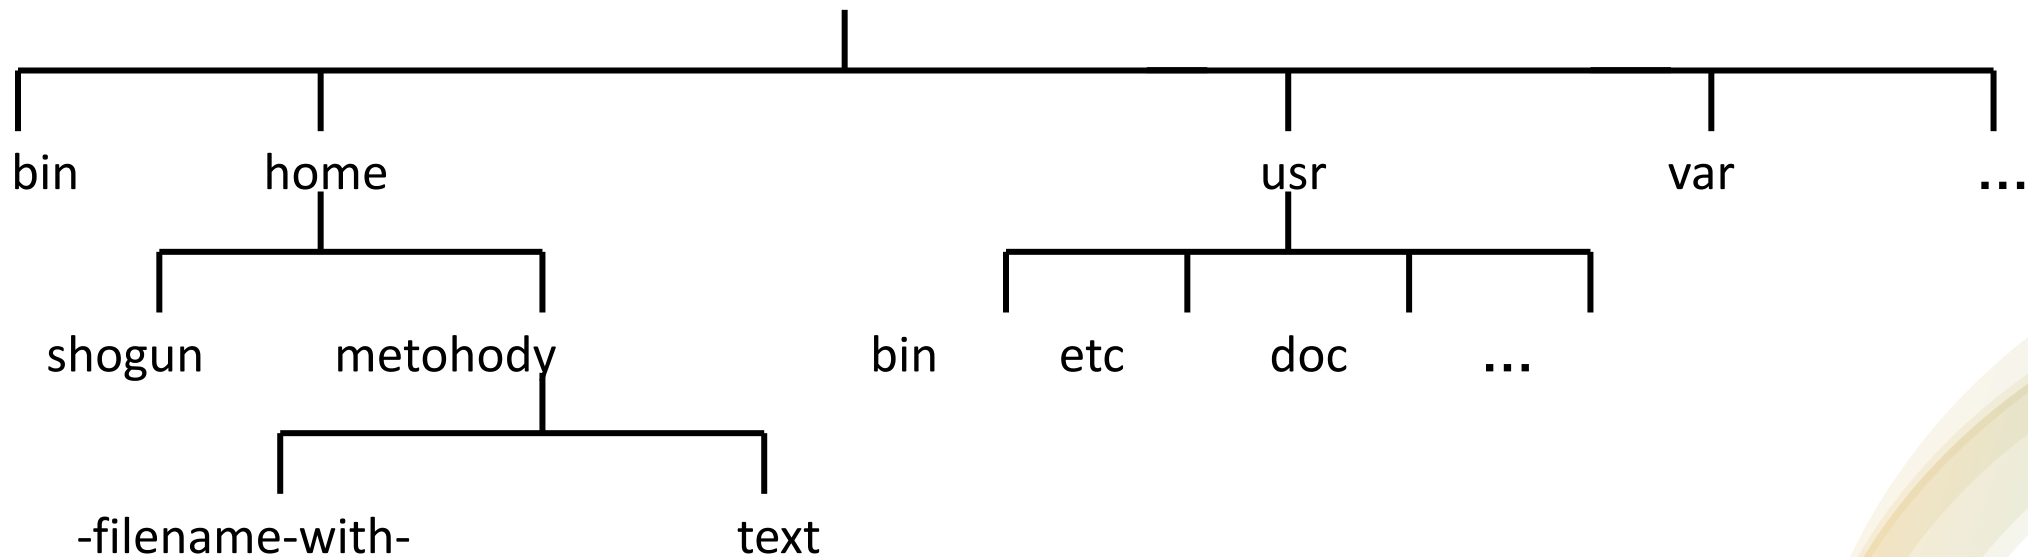 bin home usr var ...
shogun metohody bin etc doc ...
-filename-with- text